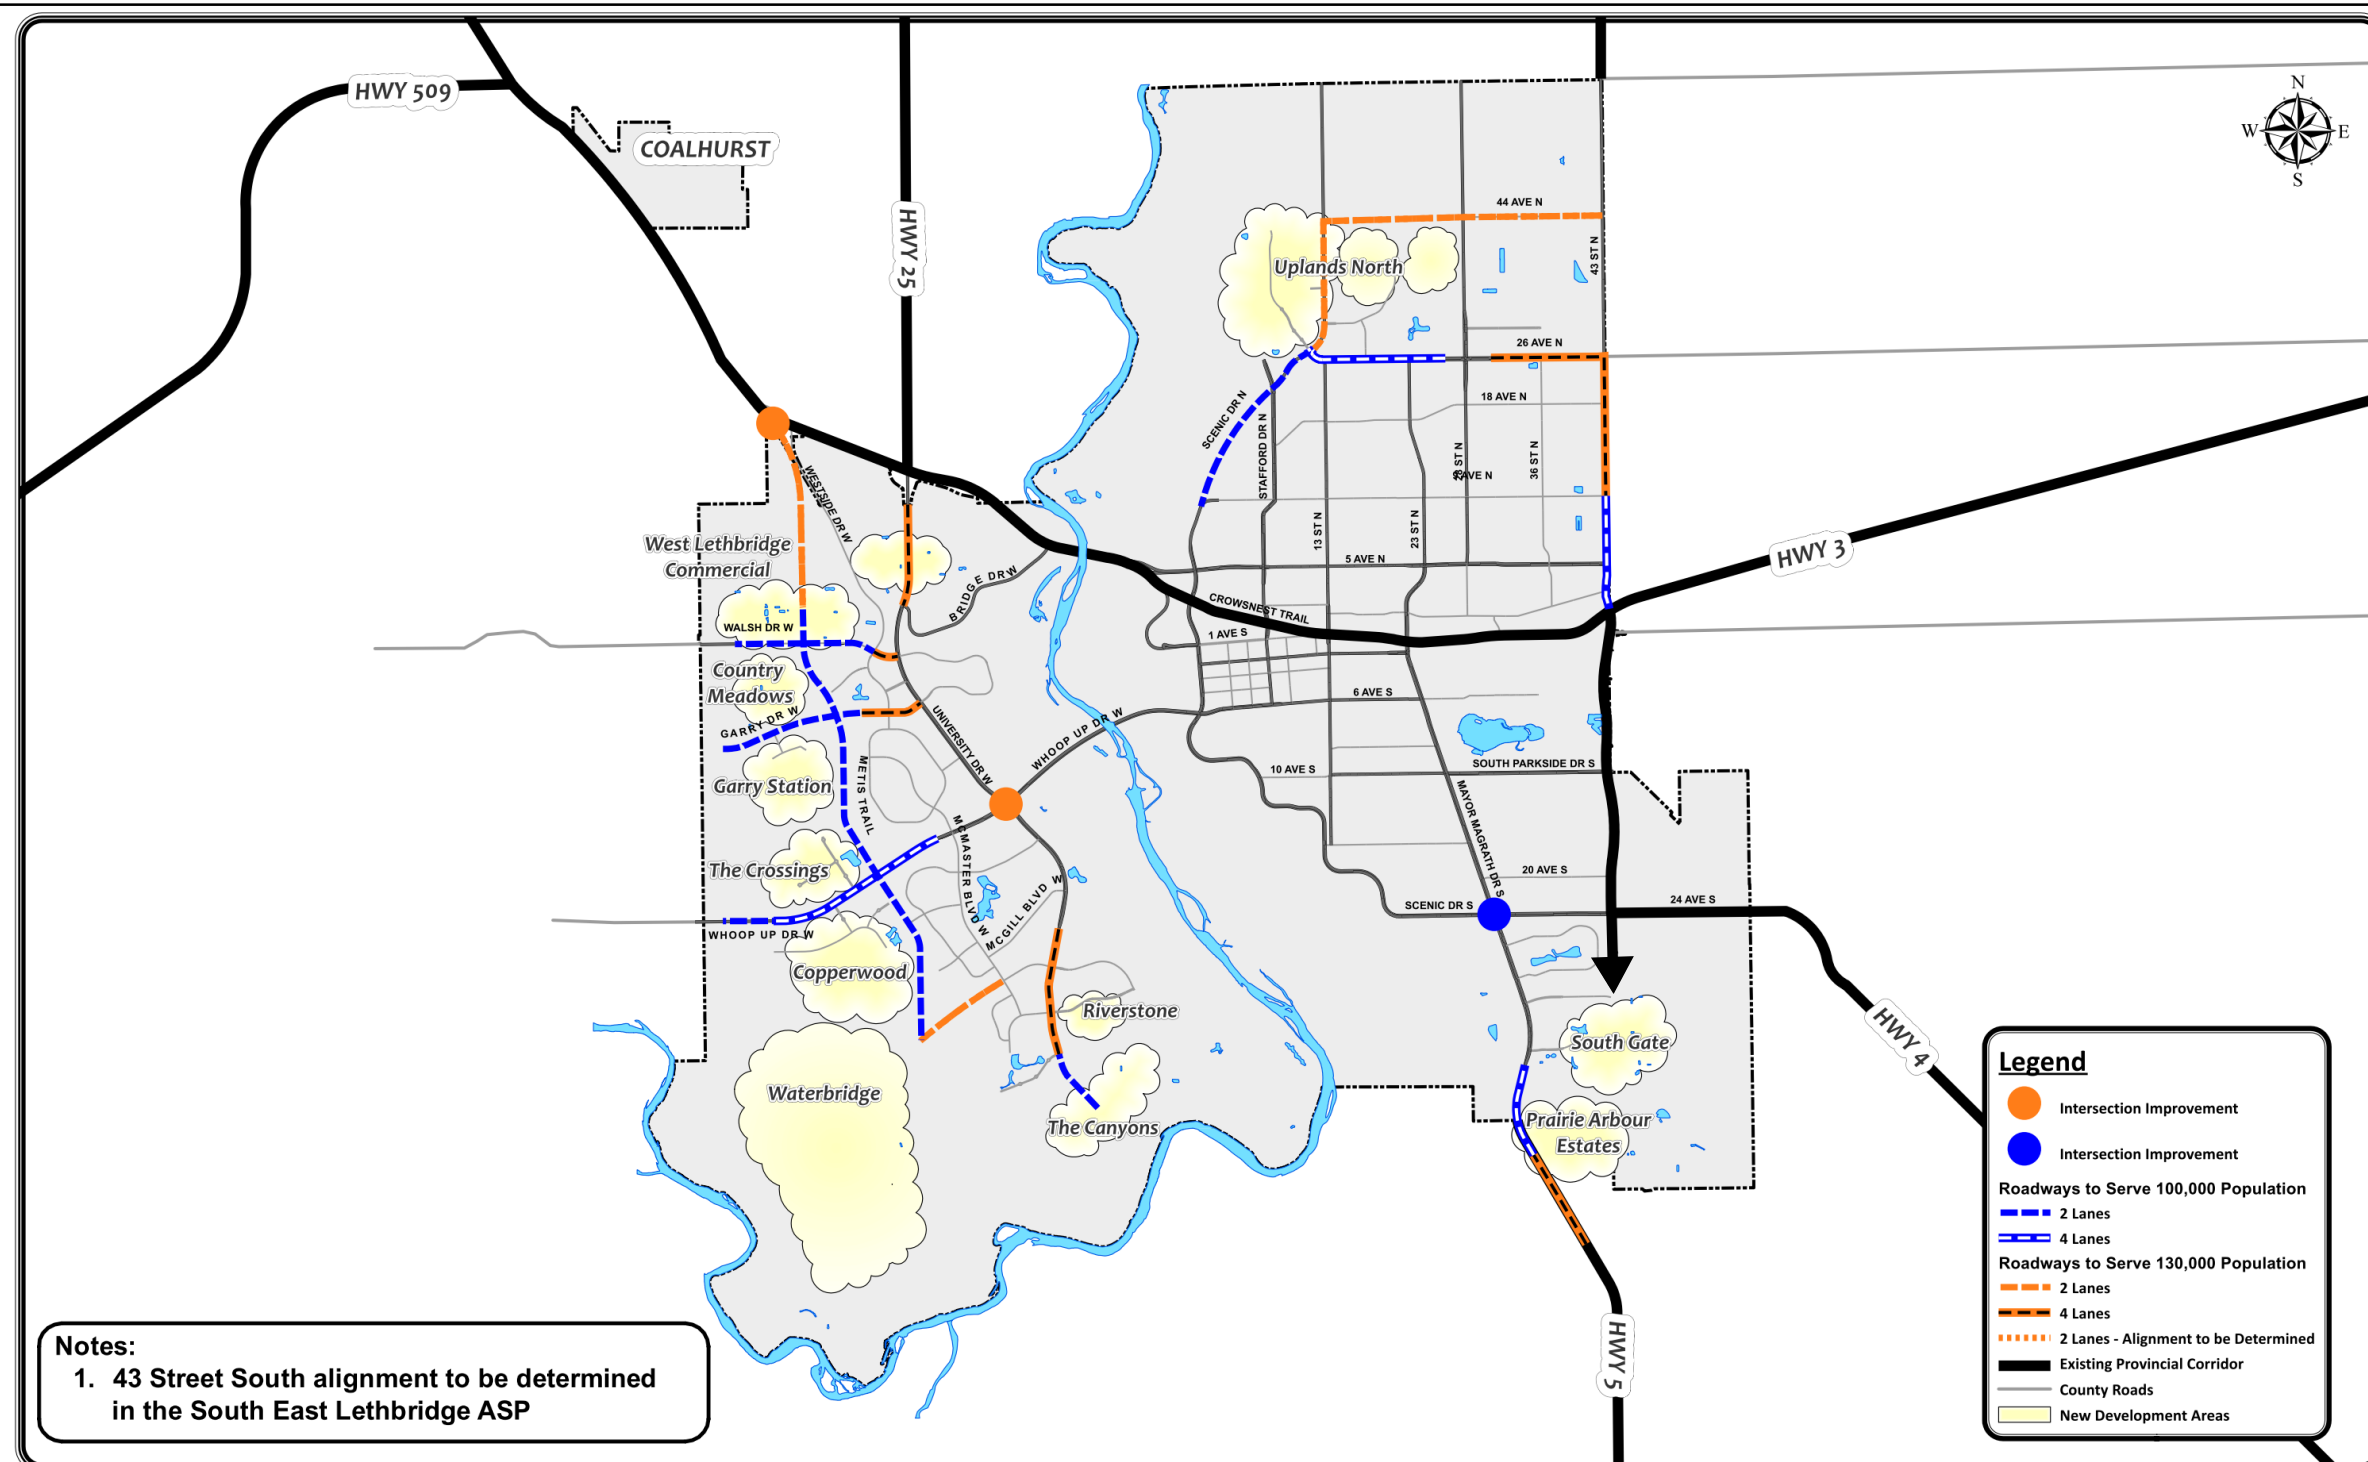 HWY 509
COALHURST
HWY 25
N
W
E
S
44 AVE N
43 ST N
Uplands North
26 AVE N
18 AVE N
SCENIC DR N
STAFFORD DR N
28 ST N
AVE N
36 ST N
13 ST N
23 ST N
WESTSIDE DR W
West Lethbridge
Commercial
HWY 3
5 AVE N
BRIDGE DR W
CROWSNEST TRAIL
WALSH DR W
1 AVE S
Country
Meadows
GARRY DR W
6 AVE S
UNIVERSITY DR W
WHOOP UP DR W
METIS TRAIL
Garry Station
10 AVE S
SOUTH PARKSIDE DR S
MAYOR MAGRATH DR S
MCMASTER BLVD W
The Crossings
20 AVE S
MCGILL BLVD W
SCENIC DR S
24 AVE S
WHOOP UP DR W
Copperwood
Riverstone
HWY 4
South Gate
Waterbridge
The Canyons
Prairie Arbour
Estates
HWY 5
Legend
Intersection Improvement
Intersection Improvement
Roadways to Serve 100,000 Population
2 Lanes
4 Lanes
Roadways to Serve 130,000 Population
2 Lanes
4 Lanes
2 Lanes - Alignment to be Determined
Existing Provincial Corridor
County Roads
New Development Areas
Notes:
1. 43 Street South alignment to be determined
in the South East Lethbridge ASP